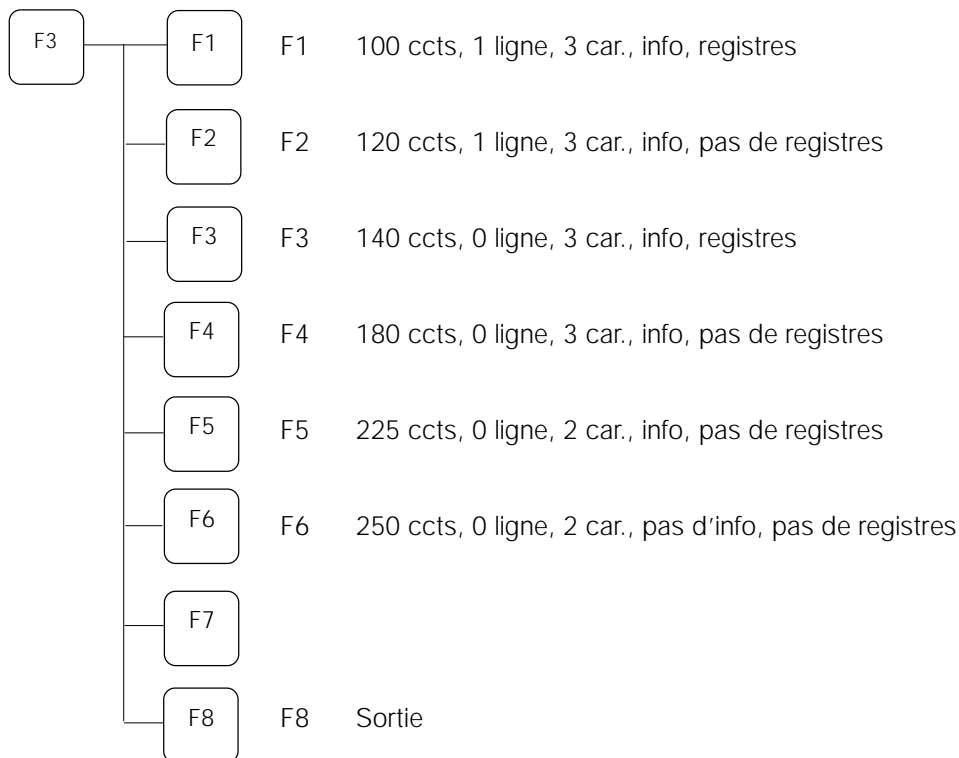 F3 F1 F1 100 ccts, 1 ligne, 3 car., info, registres
F2 F2 120 ccts, 1 ligne, 3 car., info, pas de registres
F3 F3 140 ccts, 0 ligne, 3 car., info, registres
F4 F4 180 ccts, 0 ligne, 3 car., info, pas de registres
F5 F5 225 ccts, 0 ligne, 2 car., info, pas de registres
F6 F6 250 ccts, 0 ligne, 2 car., pas d'info, pas de registres
F7
F8 F8 Sortie